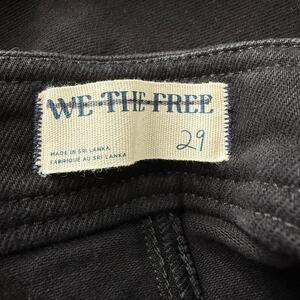 WE THE FREE
29
MADE IN SRI LANKA
FABRIQUÉ AU SRI LANKA